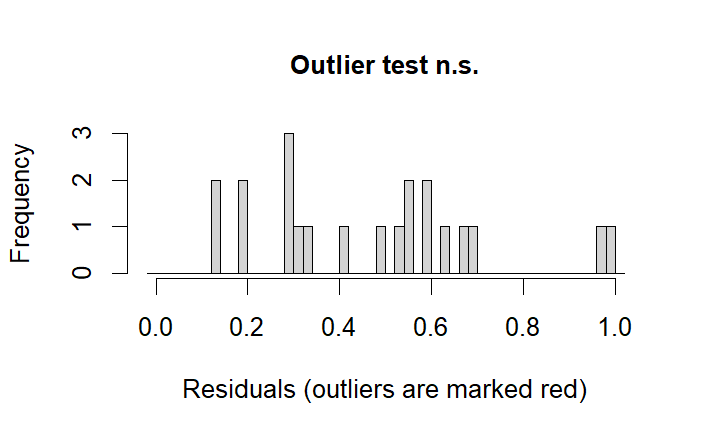 Outlier test n.s.
Frequency
3
2
1
0
0.0 0.2 0.4 0.6 0.8 1.0
Residuals (outliers are marked red)